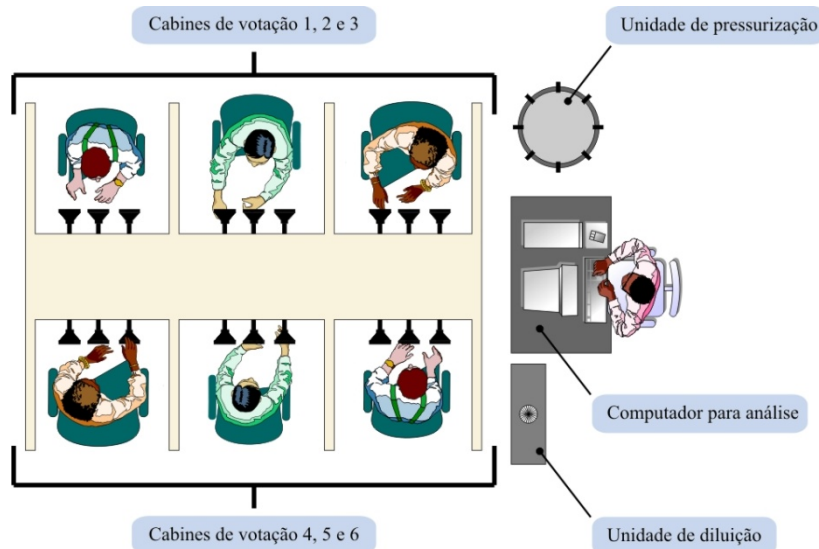 Cabines de votação 1, 2 e 3
Unidade de pressurização
Computador para análise
Cabines de votação 4, 5 e 6
Unidade de diluição